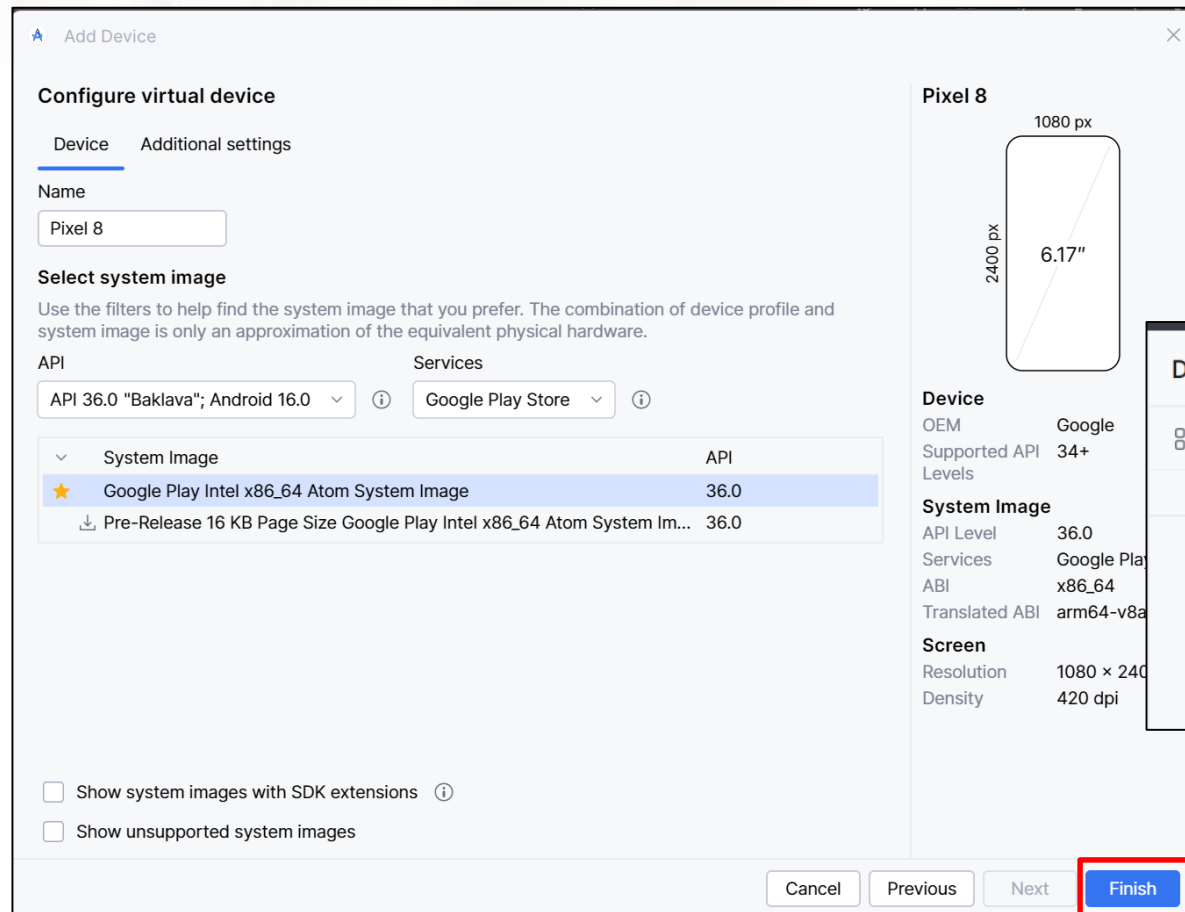 Add Device
Configure virtual device
Device Additional settings
Name
Pixel 8
Select system image
Use the filters to help find the system image that you prefer. The combination of device profile and
system image is only an approximation of the equivalent physical hardware.
API Services
API 36.0 "Baklava"; Android 16.0 Google Play Store
System Image API
Google Play Intel x86_64 Atom System Image 36.0
Pre-Release 16 KB Page Size Google Play Intel x86_64 Atom System Im... 36.0
Show system images with SDK extensions
Show unsupported system images
Pixel 8
1080 px
2400 px
6.17"
Device
OEM Google
Supported API 34+
Levels
System Image
API Level 36.0
Services Google Play
ABI x86_64
Translated ABI arm64-v8a
Screen
Resolution 1080 × 240
Density 420 dpi
D
Cancel Previous Next Finish